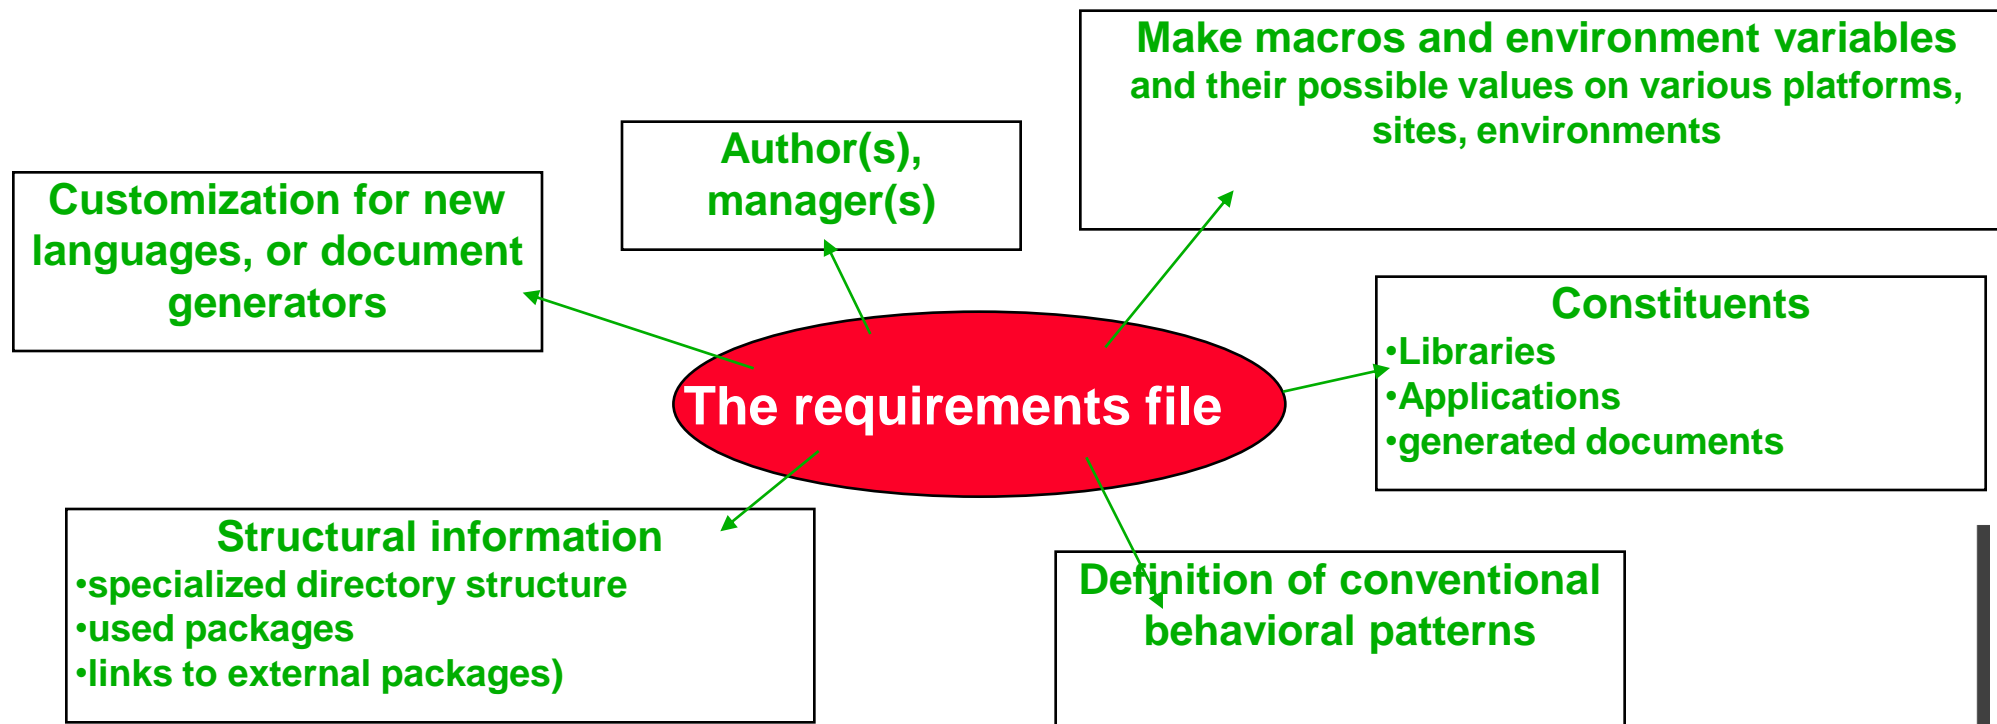 Make macros and environment variables
and their possible values on various platforms,
sites, environments
Author(s),
manager(s)
Customization for new
languages, or document
generators
Constituents
•Libraries
•Applications
•generated documents
The requirements file
Structural information
•specialized directory structure
•used packages
•links to external packages)
Definition of conventional
behavioral patterns